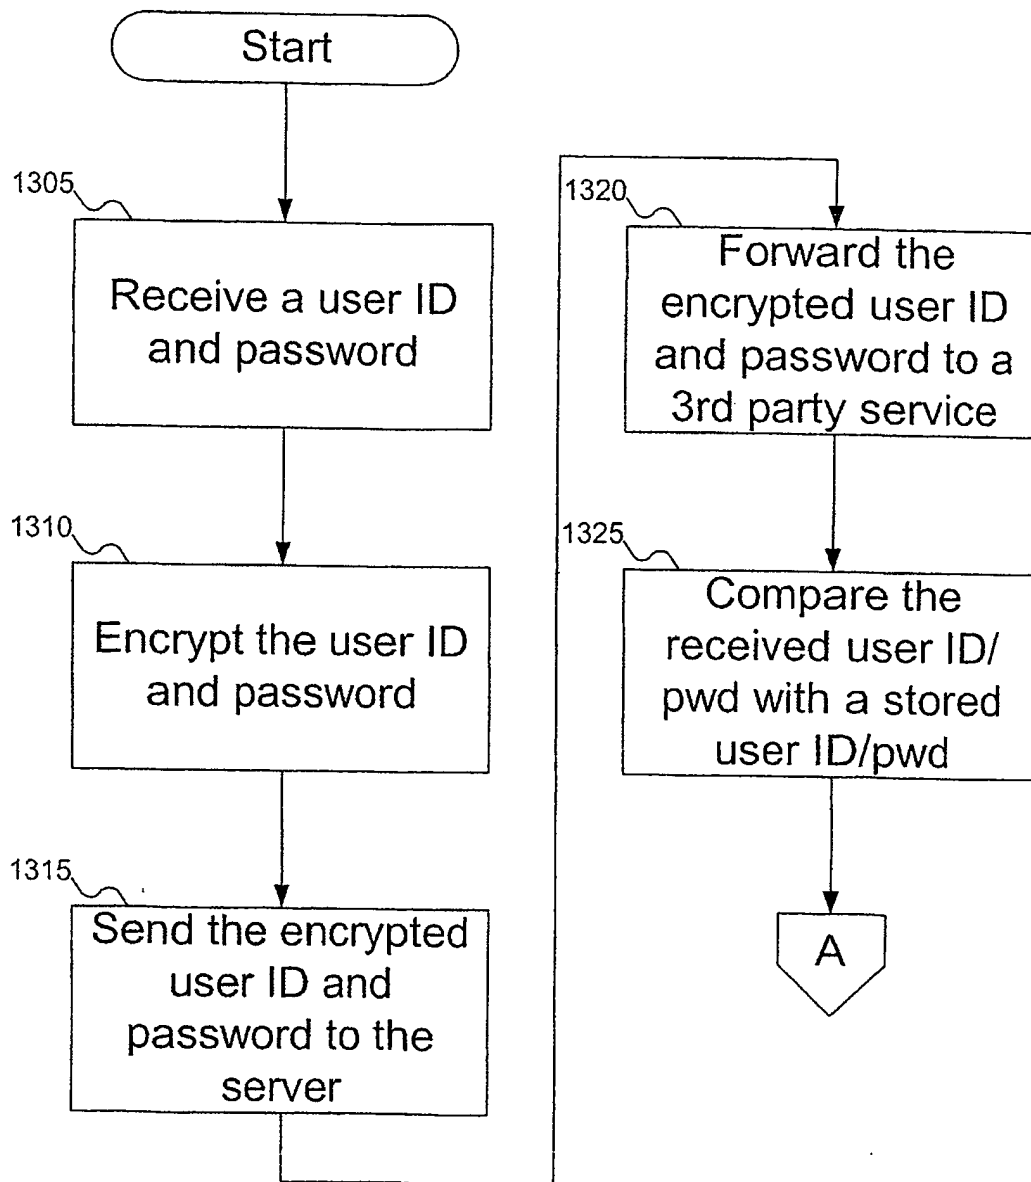 Start
1305
Receive a user ID
and password
1310
Encrypt the user ID
and password
1315
Send the encrypted
user ID and
password to the
server
1320
Forward the
encrypted user ID
and password to a
3rd party service
1325
Compare the
received user ID/
pwd with a stored
user ID/pwd
A